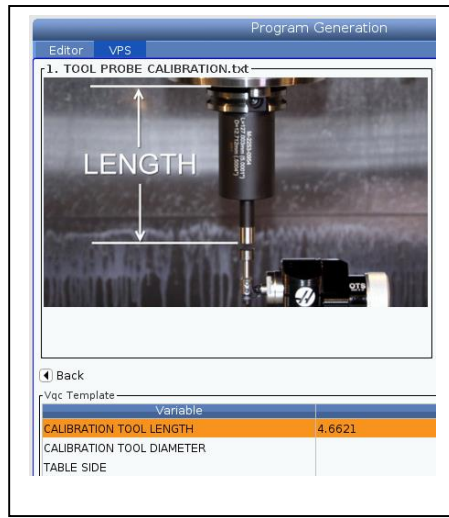 Program Generation
Editor VPS
1. TOOL PROBE CALIBRATION.txt
LENGTH
OTS
Back
Vqc Template
Variable
CALIBRATION TOOL LENGTH 4.6621
CALIBRATION TOOL DIAMETER
TABLE SIDE